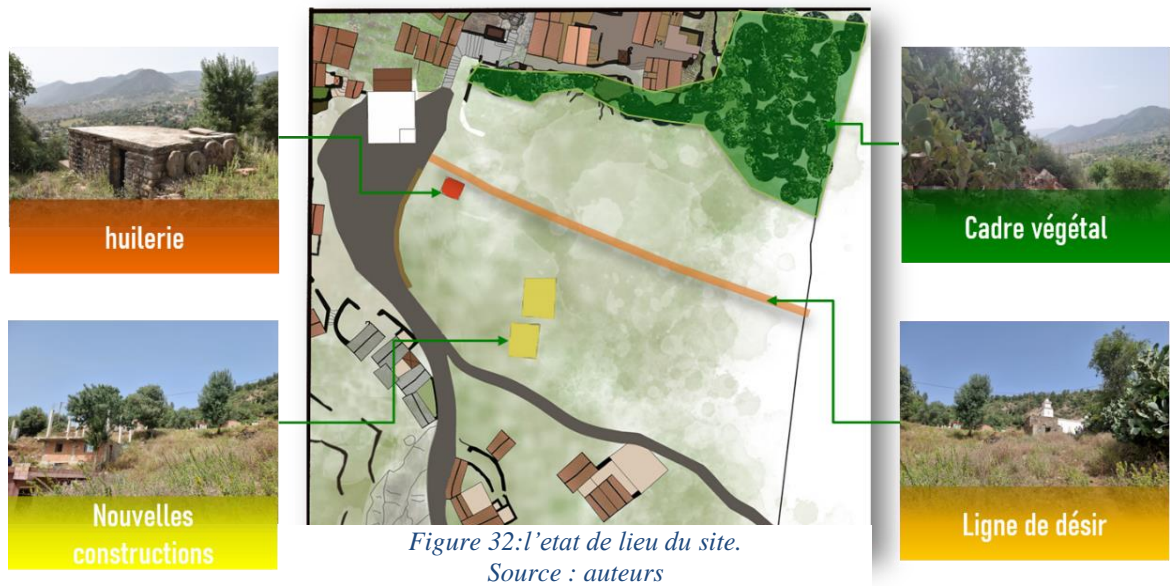 huilerie
Cadre végétal
Nouvelles
constructions
Ligne de désir
Figure 32:l’etat de lieu du site.
Source : auteurs